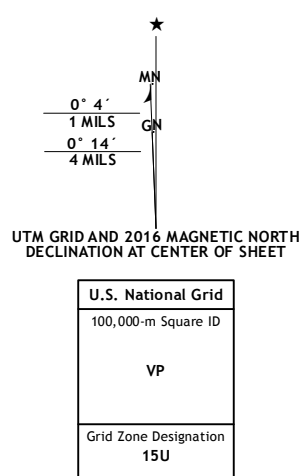 ★
MN
0° 4´
1 MILS
GN
0° 14´
4 MILS
UTM GRID AND 2016 MAGNETIC NORTH
DECLINATION AT CENTER OF SHEET
U.S. National Grid
100,000-m Square ID
VP
Grid Zone Designation
15U